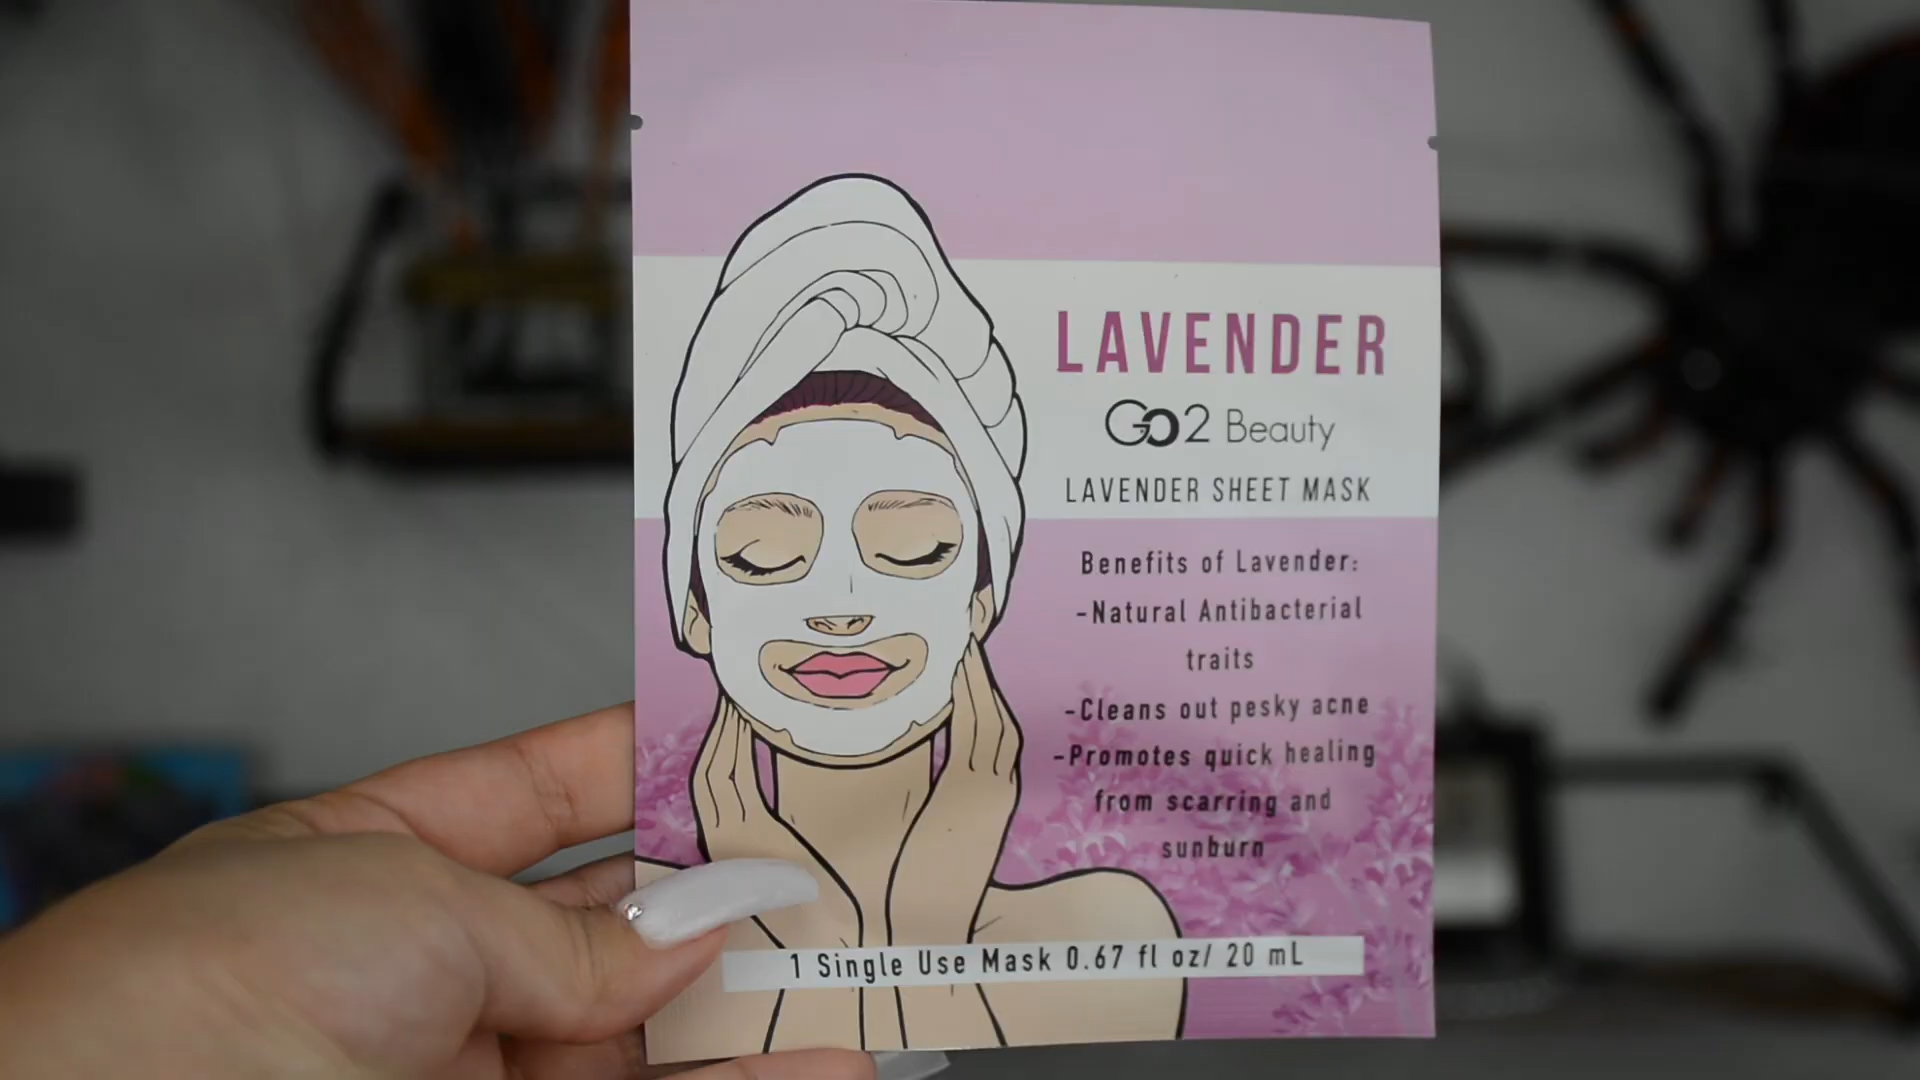 LAVENDER
Go2 Beauty
LAVENDER SHEET MASK
Benefits of Lavender:
-Natural Antibacterial
traits
-Cleans out pesky acne
-Promotes quick healing
from scarring and
sunburn
1 Single Use Mask 0.67 fl oz/ 20 mL